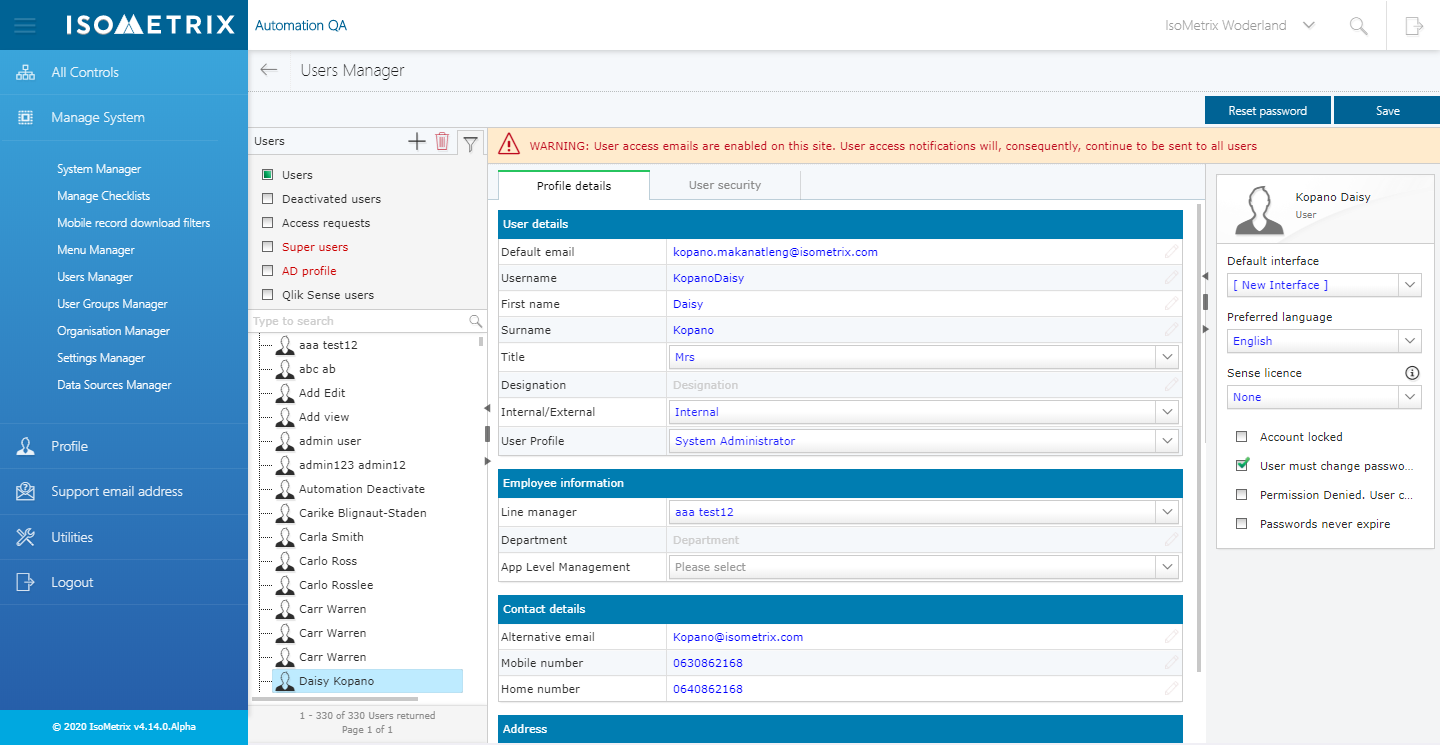 ISOMETRIX
Automation QA
IsoMetrix Woderland
All Controls
Manage System
System Manager
Manage Checklists
Mobile record download filters
Menu Manager
Users Manager
User Groups Manager
Organisation Manager
Settings Manager
Data Sources Manager
Profile
Support email address
Utilities
Logout
© 2020 IsoMetrix v4.14.0.Alpha
Users Manager
Reset password
Save
Users
Users
Deactivated users
Access requests
Super users
AD profile
Qlik Sense users
Type to search
aaa test12
abc ab
Add Edit
Add view
admin user
admin123 admin12
Automation Deactivate
Carike Blignaut-Staden
Carla Smith
Carlo Ross
Carlo Rosslee
Carr Warren
Carr Warren
Carr Warren
Daisy Kopano
1 - 330 of 330 Users returned
Page 1 of 1
WARNING: User access emails are enabled on this site. User access notifications will, consequently, continue to be sent to all users
Profile details
User security
User details
Default email kopano.makanatleng@isometrix.com
Username KopanoDaisy
First name Daisy
Surname Kopano
Title Mrs
Designation Designation
Internal/External Internal
User Profile System Administrator
Employee information
Line manager aaa test12
Department Department
App Level Management Please select
Contact details
Alternative email Kopano@isometrix.com
Mobile number 0630862168
Home number 0640862168
Address
Kopano Daisy
User
Default interface
[ New Interface ]
Preferred language
English
Sense licence
None
Account locked
User must change passwo...
Permission Denied. User c...
Passwords never expire